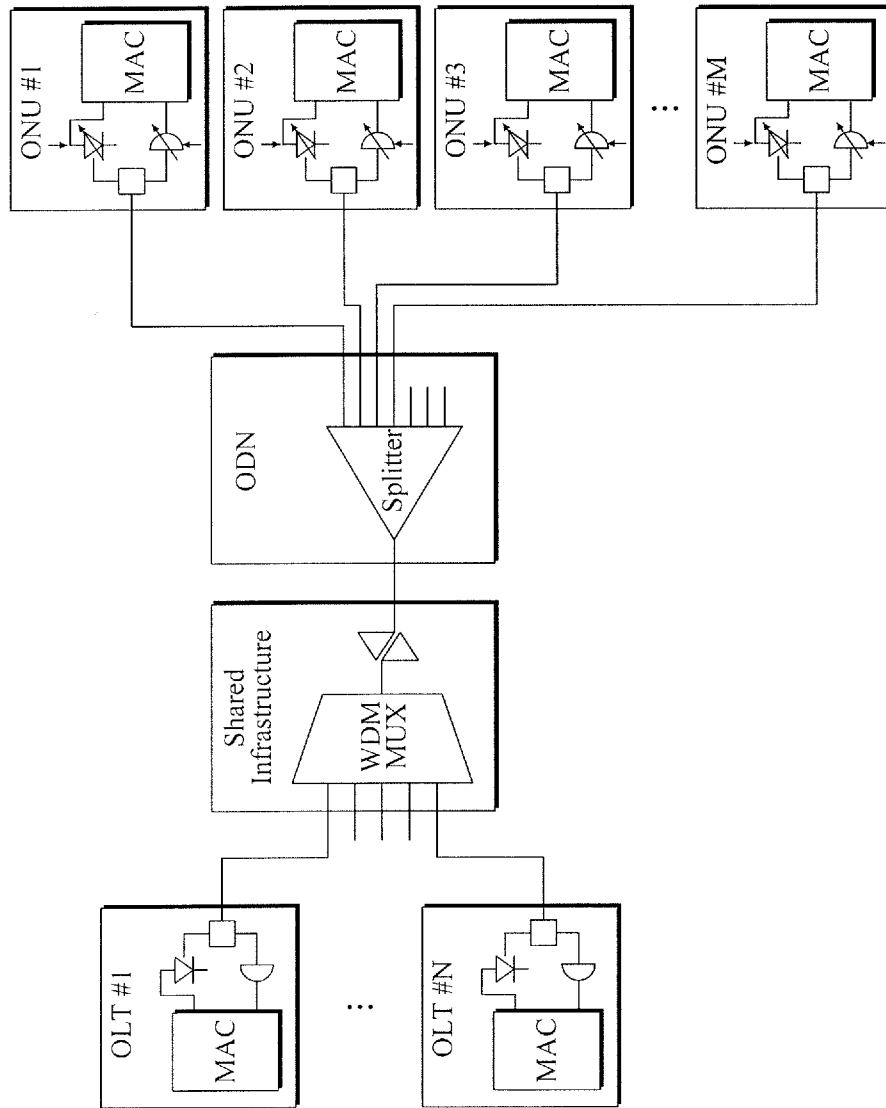 OLT #1
MAC
...
OLT #N
MAC
Shared
Infrastructure
WDM
MUX
ODN
Splitter
ONU #1
MAC
ONU #2
MAC
ONU #3
MAC
...
ONU #M
MAC